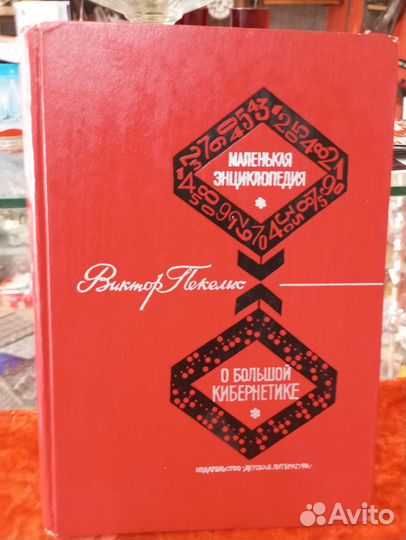 МАЛЕНЬКАЯ
ЭНЦИКЛОПЕДИЯ
Виктор Пекелис
О БОЛЬШОЙ
КИБЕРНЕТИКЕ
ИЗДАТЕЛЬСТВО "ДЕТСКАЯ ЛИТЕРАТУРА"
Avito